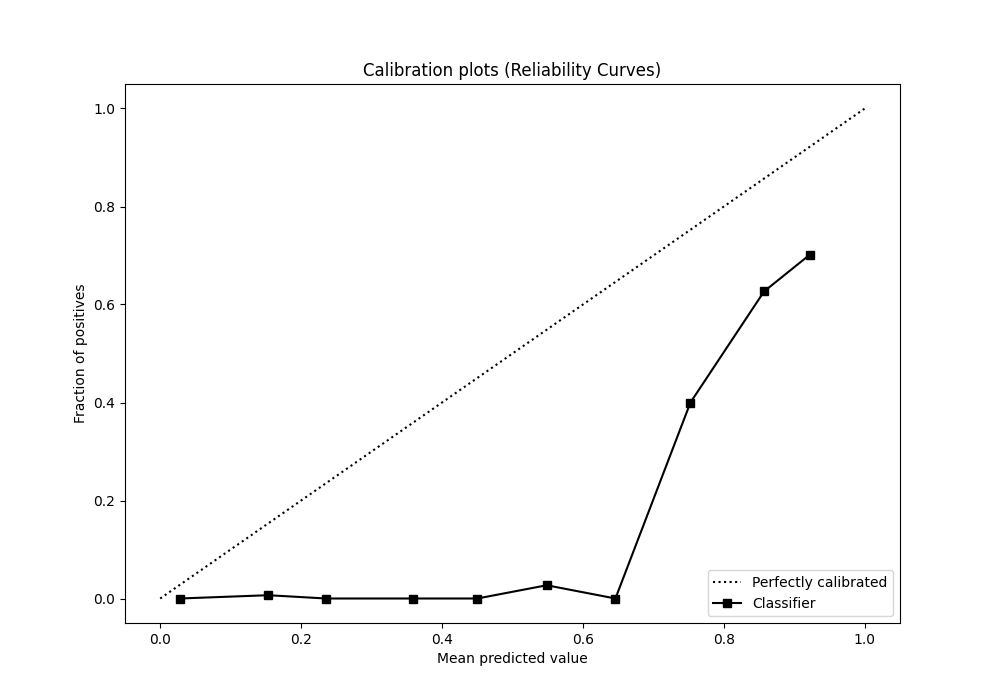 Calibration plots (Reliability Curves)
1.0
0.8
0.6
0.4
0.2
0.0
Fraction of positives
0.0 0.2 0.4 0.6 0.8 1.0
Mean predicted value
Perfectly calibrated
Classifier